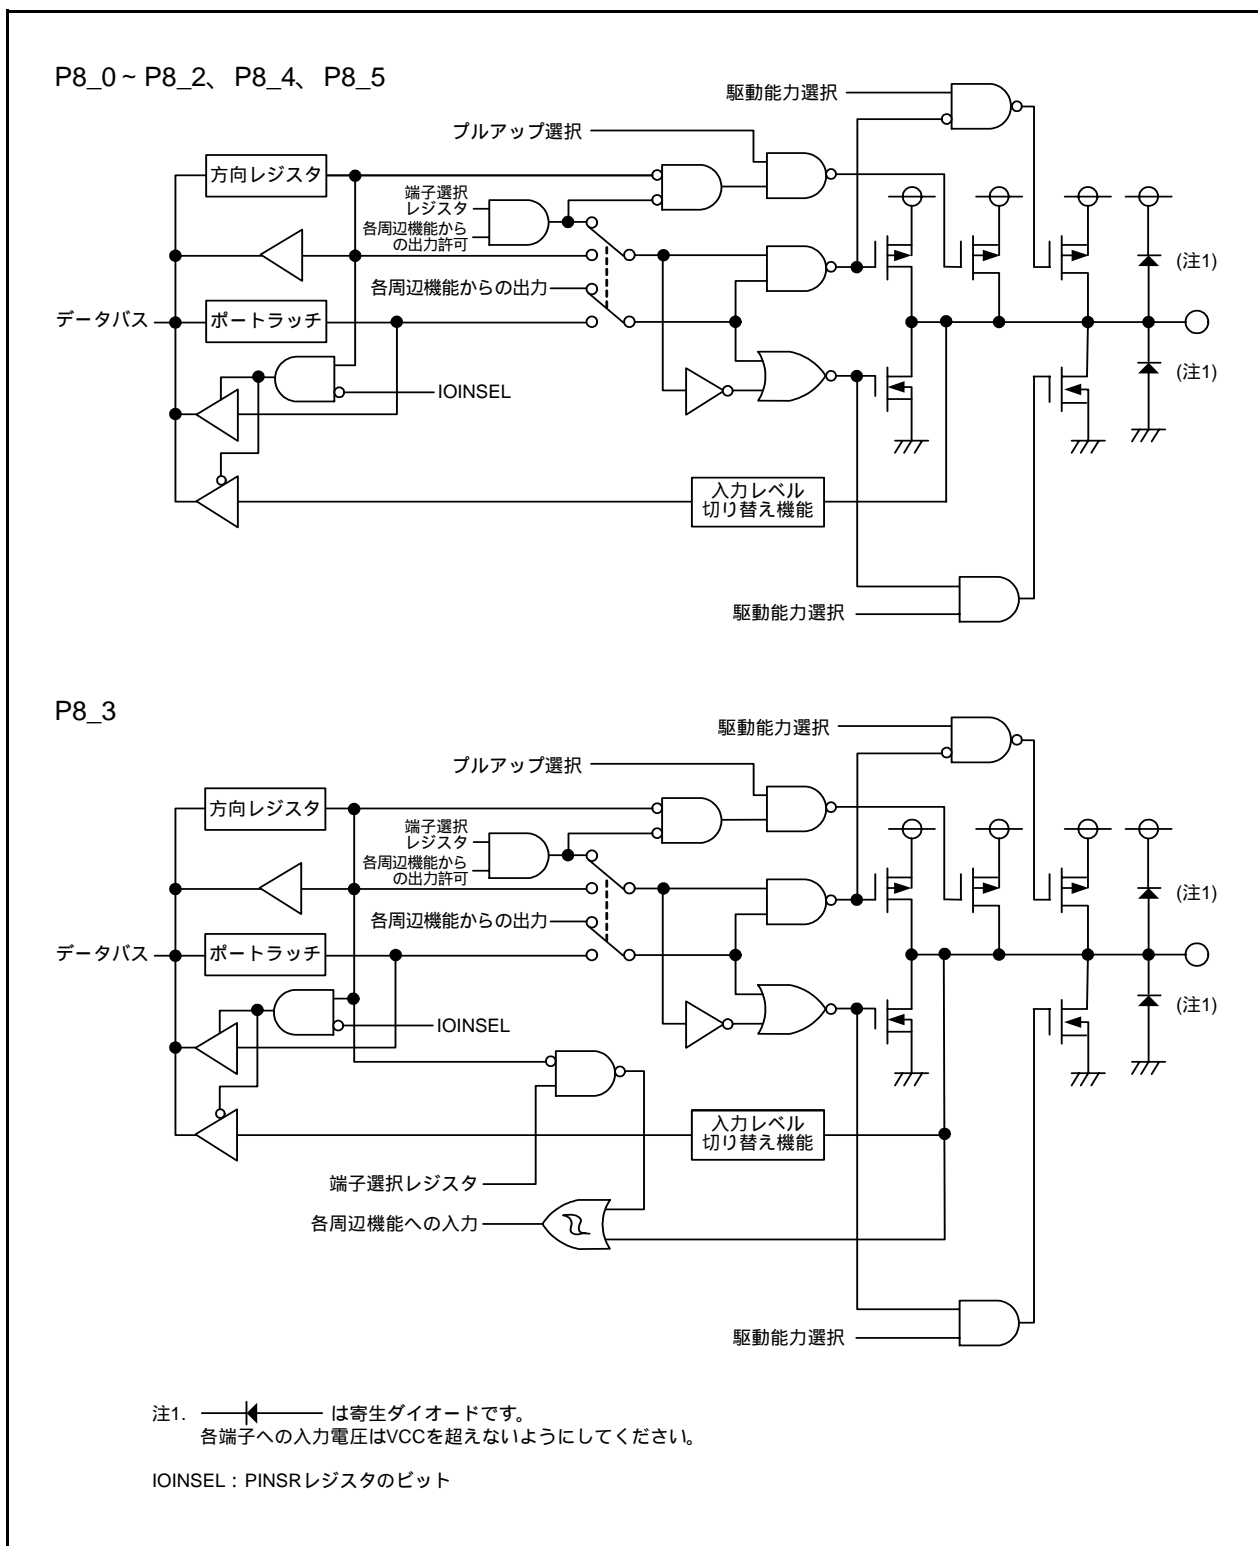 P8_0 ~ P8_2、P8_4、P8_5
駆動能力選択
プルアップ選択
方向レジスタ
端子選択
レジスタ
各周辺機能から
の出力許可
(注1)
各周辺機能からの出力
データバス
ポートラッチ
(注1)
IOINSEL
入力レベル
切り替え機能
駆動能力選択
P8_3
駆動能力選択
プルアップ選択
方向レジスタ
端子選択
レジスタ
各周辺機能から
の出力許可
(注1)
各周辺機能からの出力
データバス
ポートラッチ
(注1)
IOINSEL
入力レベル
切り替え機能
端子選択レジスタ
各周辺機能への入力
駆動能力選択
注1. は寄生ダイオードです。
各端子への入力電圧はVCCを超えないようにしてください。
IOINSEL : PINSRレジスタのビット